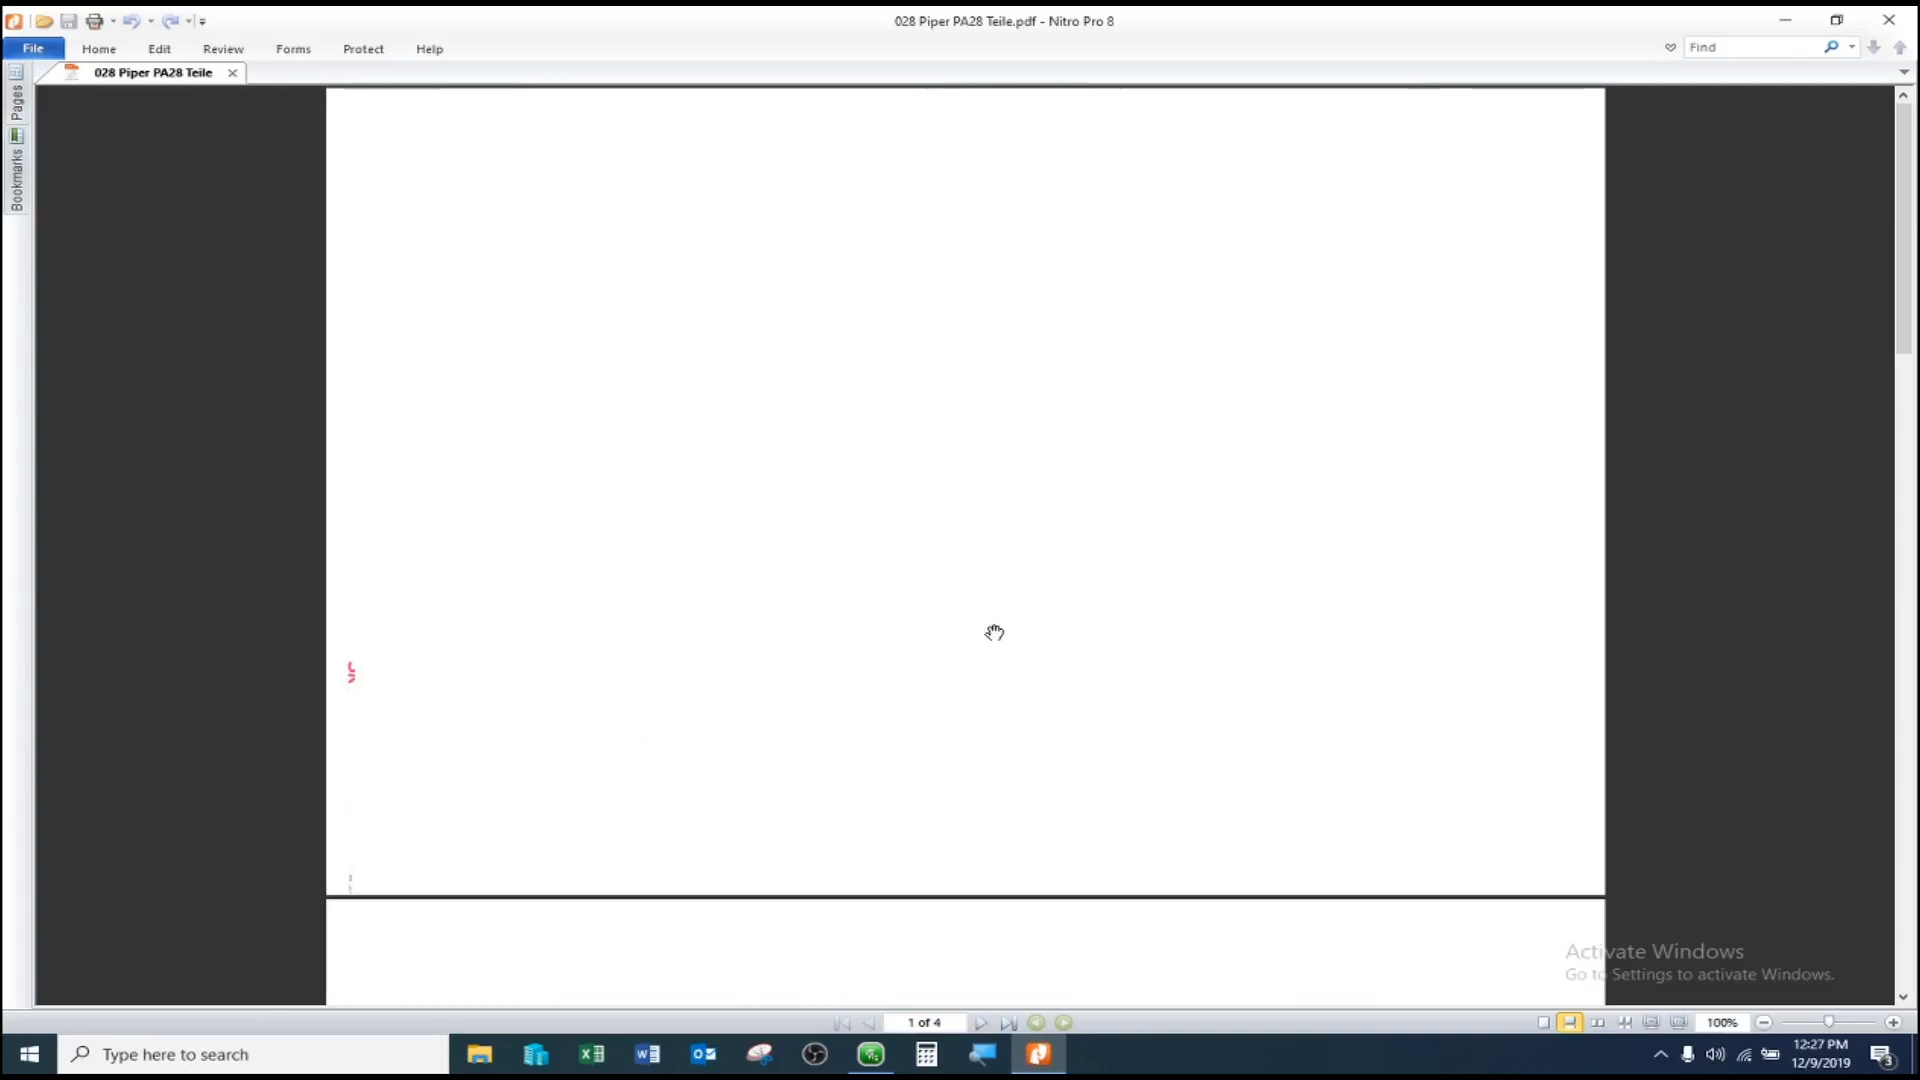 028 Piper PA28 Teile.pdf - Nitro Pro 8
File Home Edit Review Forms Protect Help
Find
028 Piper PA28 Teile
Pages
Bookmarks
Activate Windows
Go to Settings to activate Windows.
1 of 4
100%
Type here to search
12:27 PM
12/9/2019
3